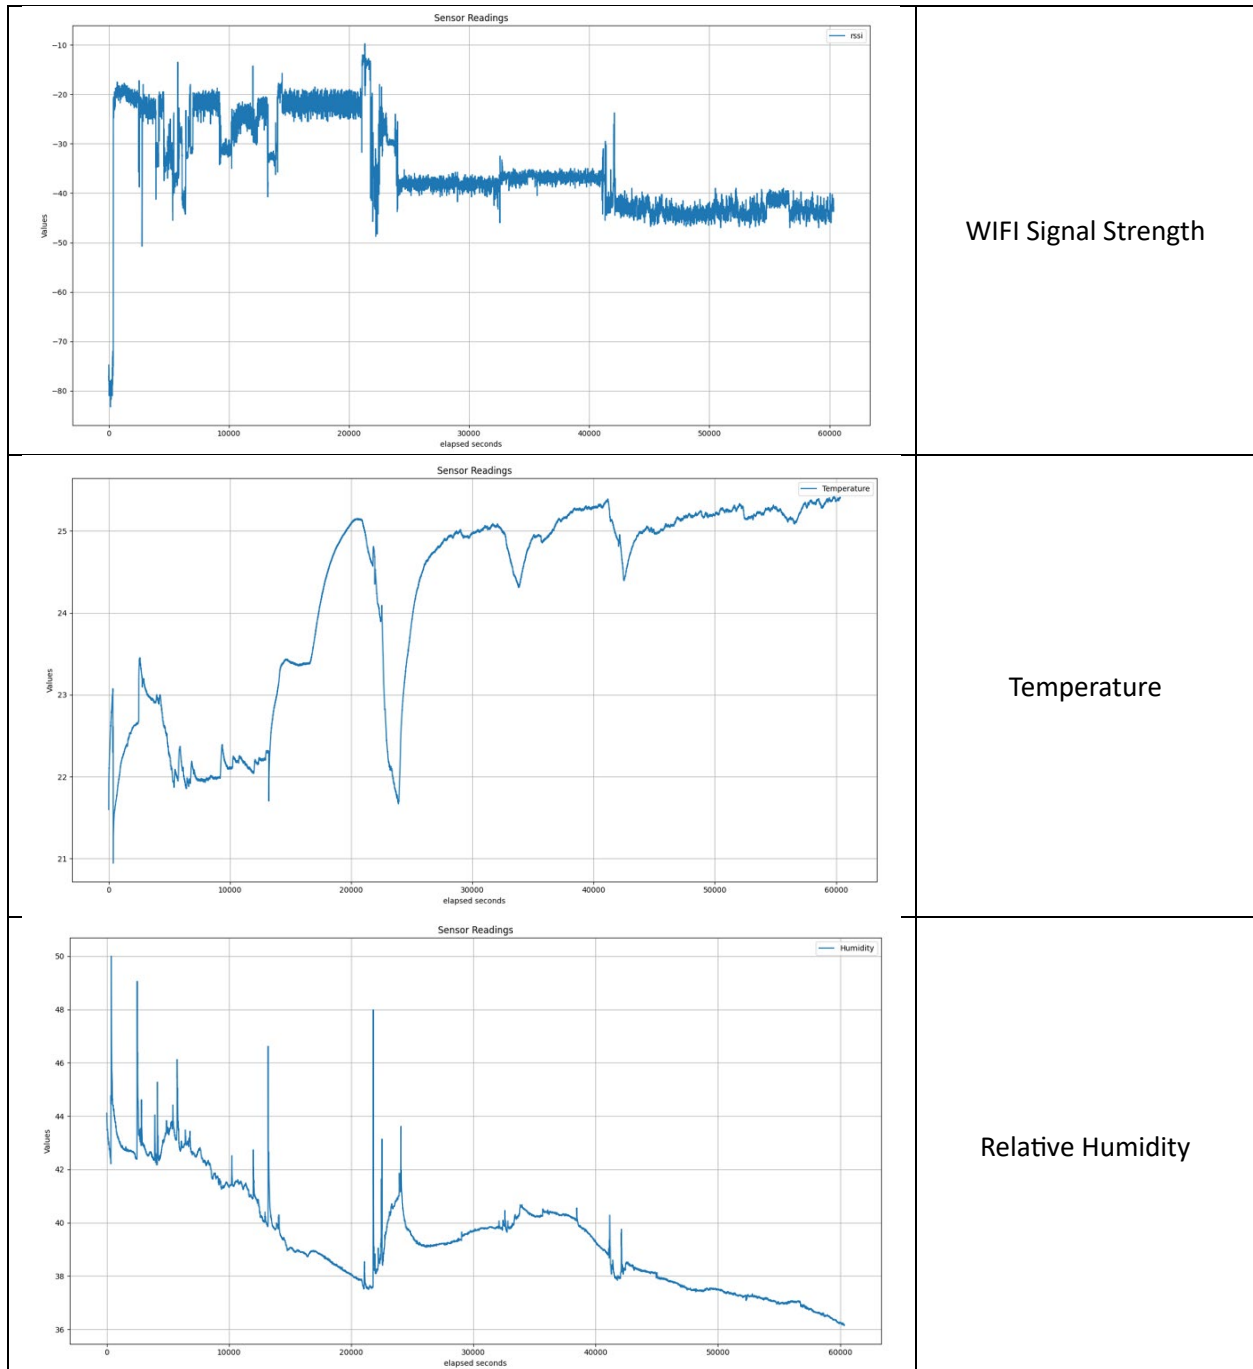 Sensor Readings
rssi
−10
−20
−30
−40
−50
−60
−70
−80
Values
0 10000 20000 30000 40000 50000 60000
elapsed seconds
WIFI Signal Strength
Sensor Readings
Temperature
25
24
23
22
21
Values
0 10000 20000 30000 40000 50000 60000
elapsed seconds
Temperature
Sensor Readings
Humidity
50
48
46
44
42
40
38
36
Values
0 10000 20000 30000 40000 50000 60000
elapsed seconds
Relative Humidity